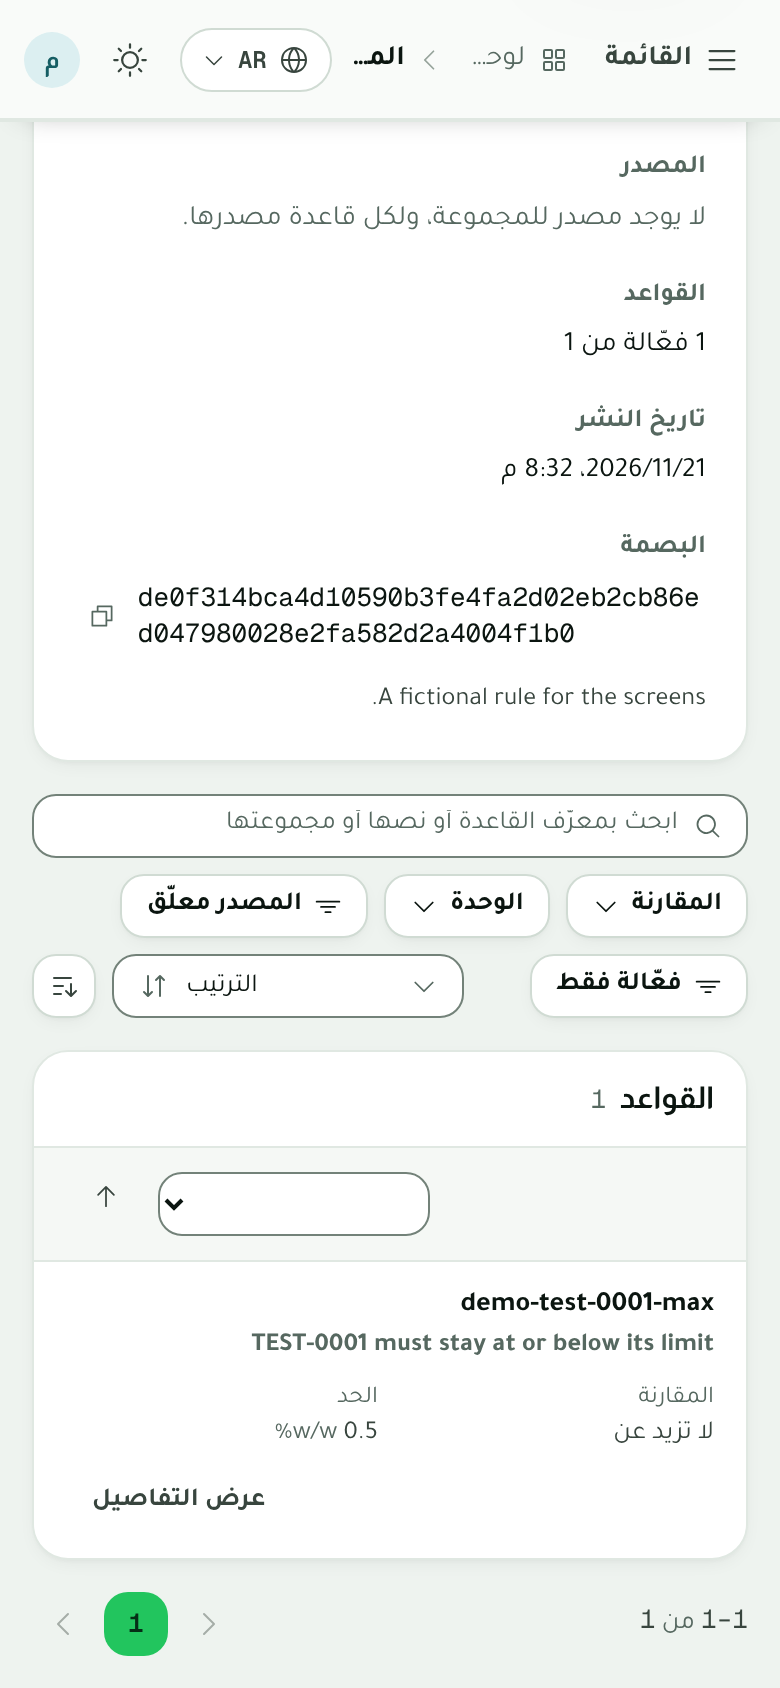 القائمة
لوحـ...
المـ...
AR
م
المصدر
لا يوجد مصدر للمجموعة، ولكل قاعدة مصدرها.
القواعد
1 فعّالة من 1
تاريخ النشر
2026/11/21، 8:32 م
البصمة
de0f314bca4d10590b3fe4fa2d02eb2cb86e
d047980028e2fa582d2a4004f1b0
A fictional rule for the screens.
ابحث بمعرّف القاعدة أو نصها أو مجموعتها
المقارنة
الوحدة
المصدر معلّق
فعّالة فقط
الترتيب
القواعد 1
demo-test-0001-max
TEST-0001 must stay at or below its limit
المقارنة
لا تزيد عن
الحد
0.5 %w/w
عرض التفاصيل
1–1 من 1
1